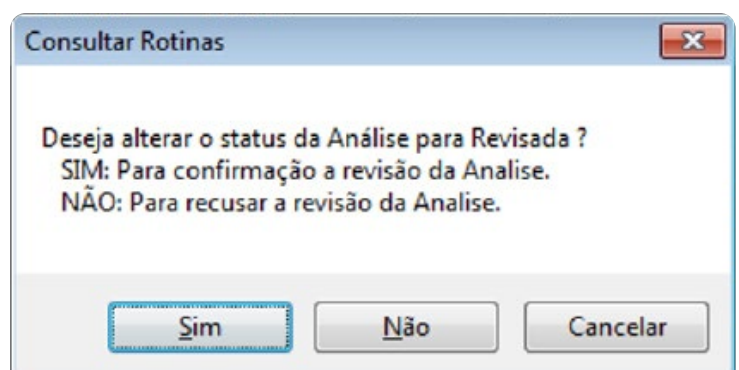 Consultar Rotinas
Deseja alterar o status da Análise para Revisada ?
SIM: Para confirmação a revisão da Analise.
NÃO: Para recusar a revisão da Analise.
Sim Não Cancelar